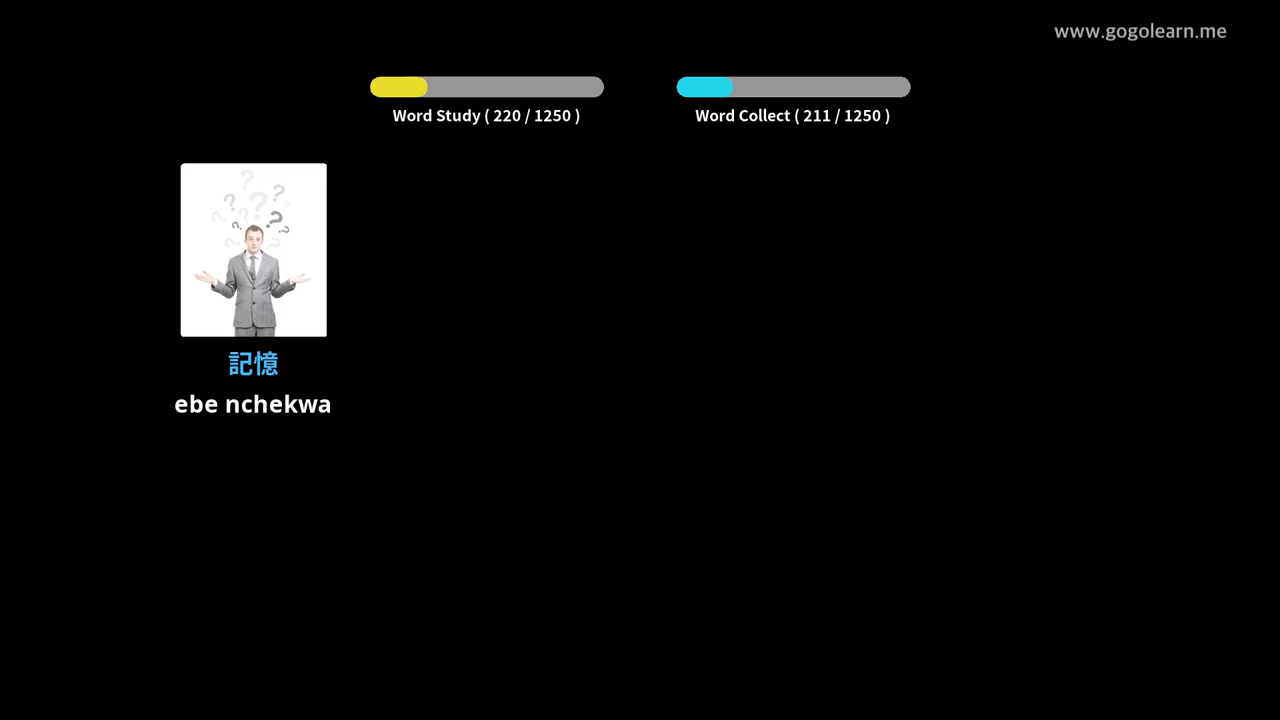 www.gogolearn.me
Word Study ( 220 / 1250 )
Word Collect ( 211 / 1250 )
記憶
ebe nchekwa